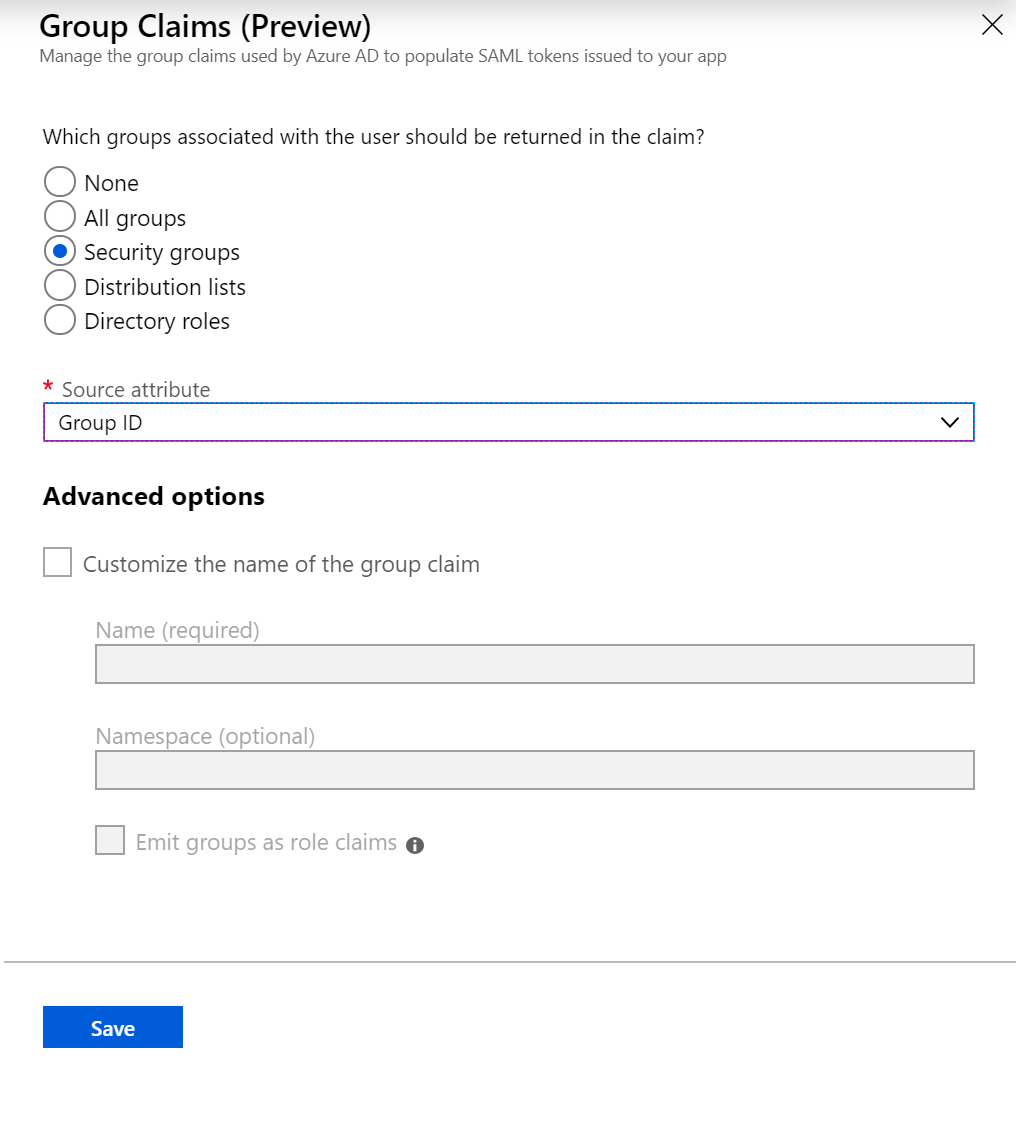 Group Claims (Preview)
Manage the group claims used by Azure AD to populate SAML tokens issued to your app
Which groups associated with the user should be returned in the claim?
None
All groups
Security groups
Distribution lists
Directory roles
* Source attribute
Group ID
Advanced options
Customize the name of the group claim
Name (required)
Namespace (optional)
Emit groups as role claims
Save